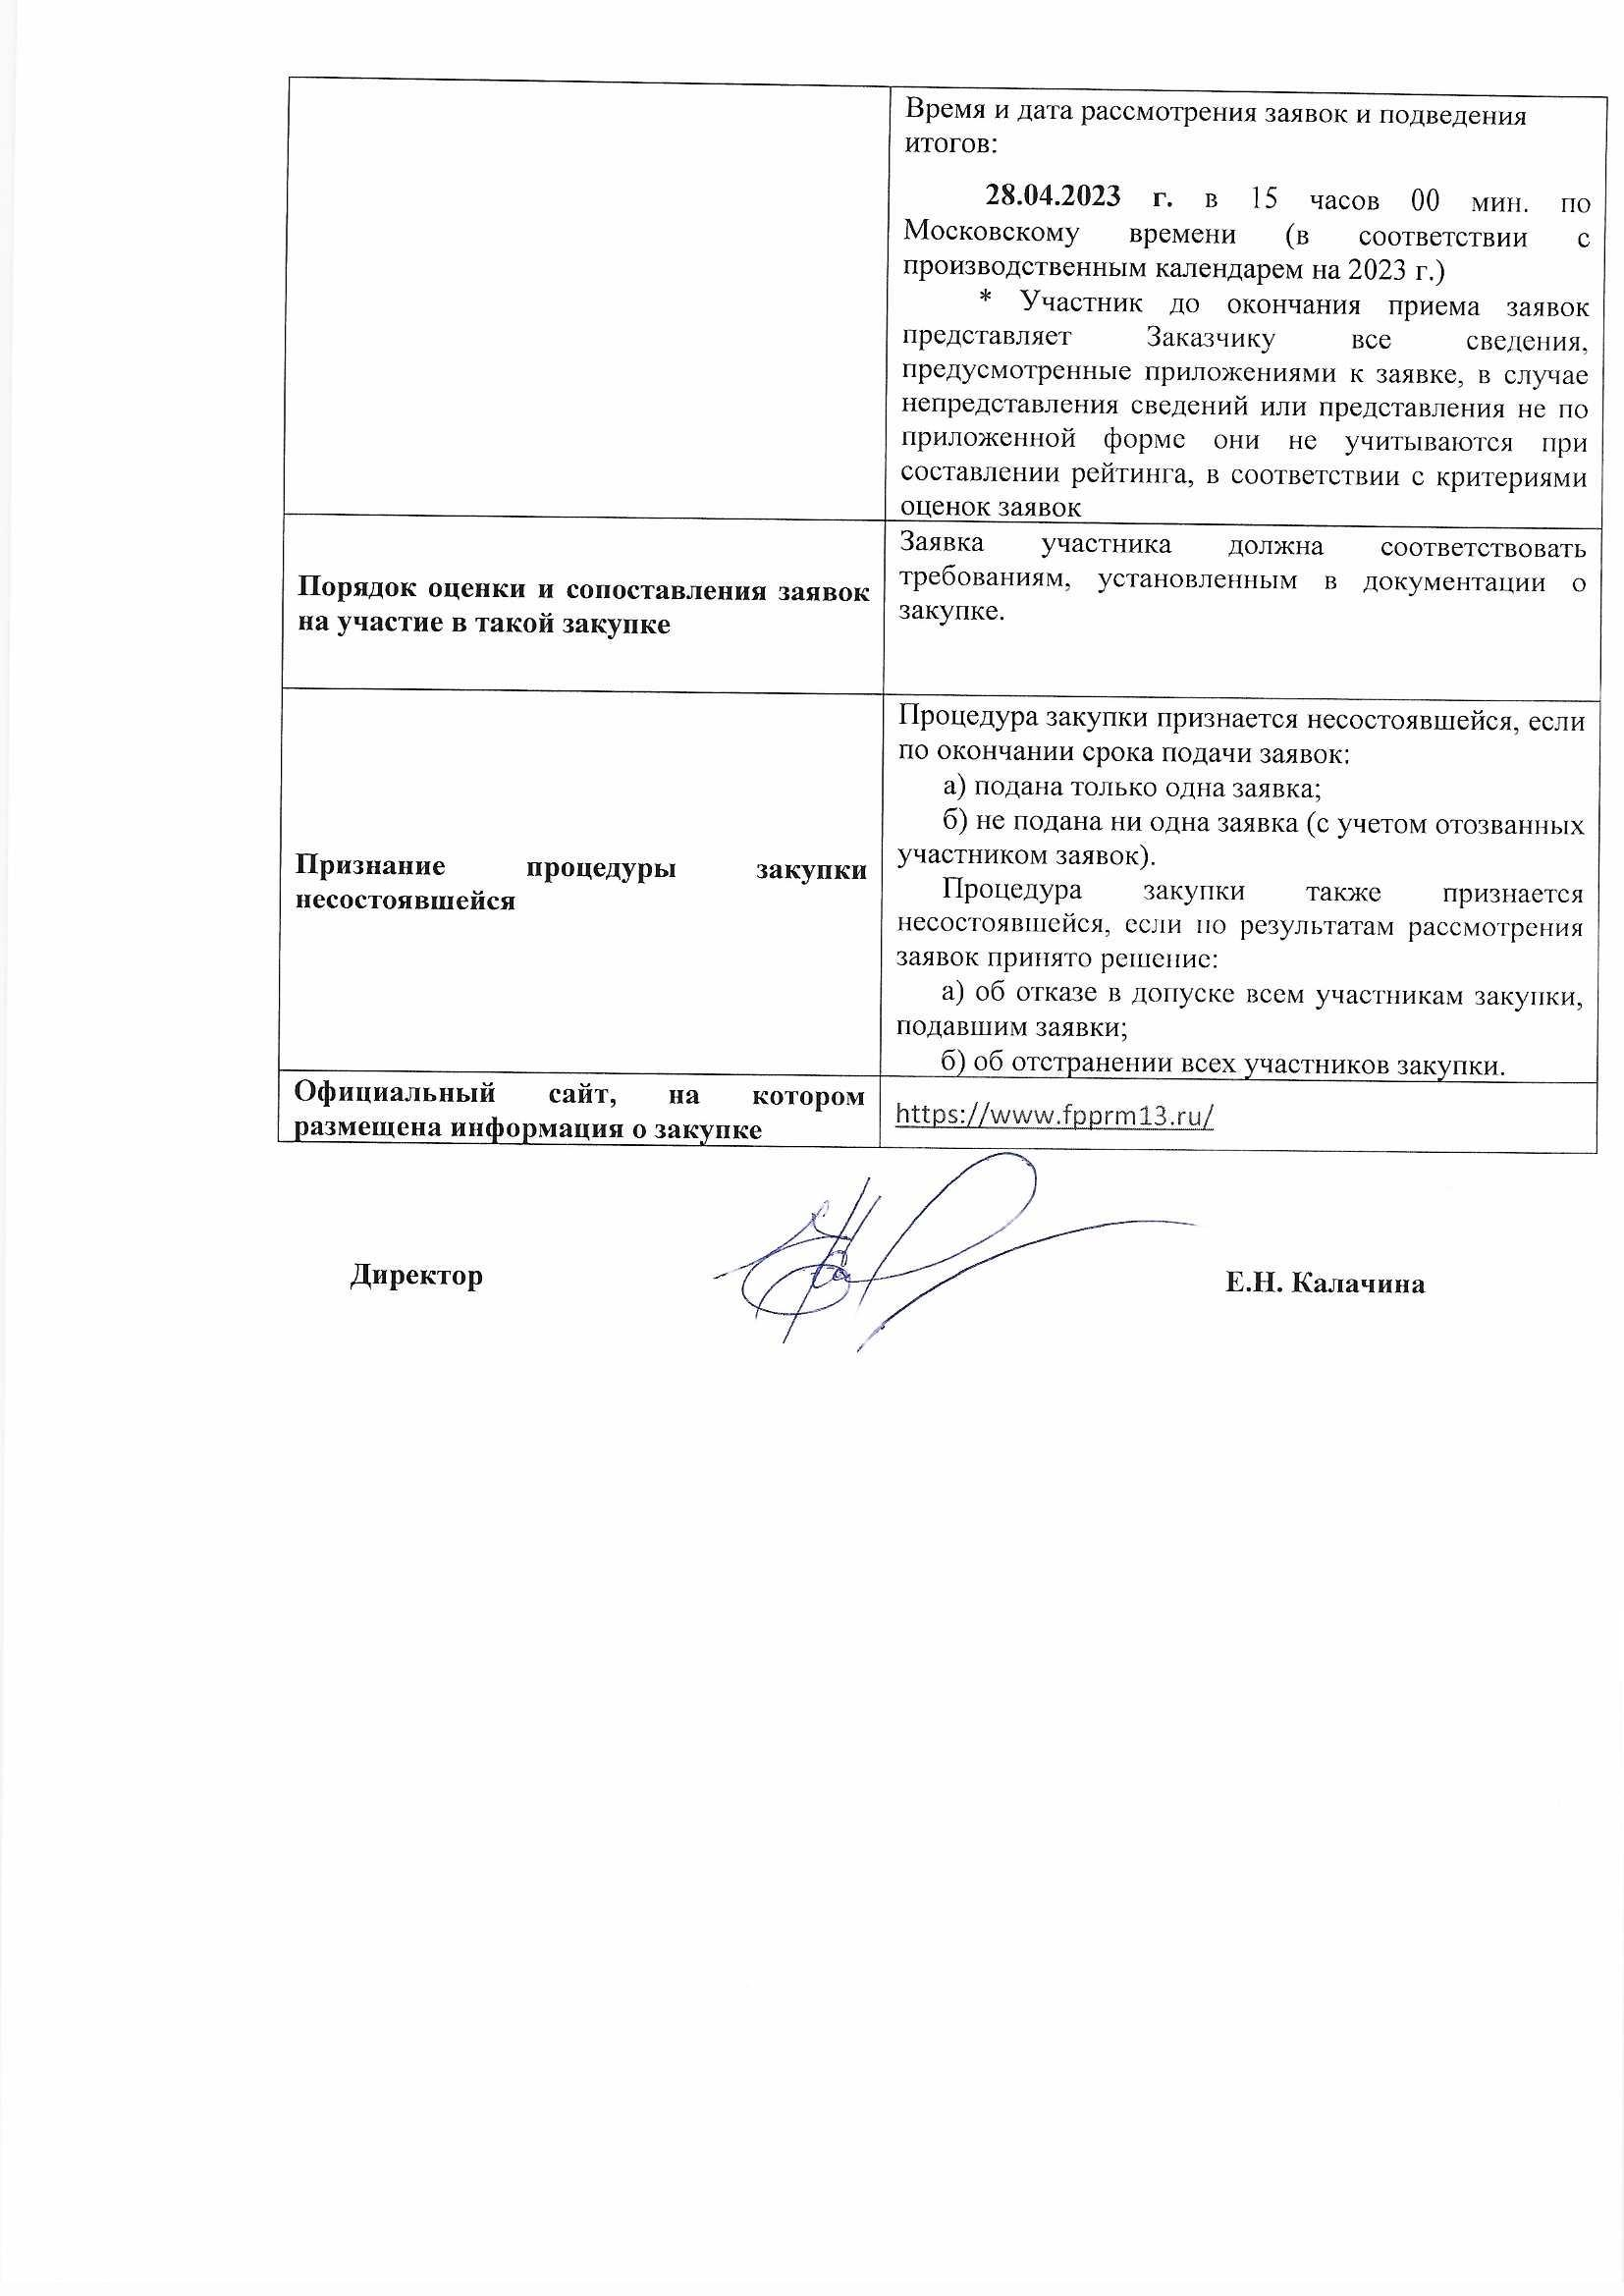 Время и дата рассмотрения заявок и подведения
итогов:
28.04.2023 г. в 15 часов 00 мин. по
Московскому времени (в соответствии с
производственным календарем на 2023 г.)
* Участник до окончания приема заявок
представляет Заказчику все сведения,
предусмотренные приложениями к заявке, в случае
непредставления сведений или представления не по
приложенной форме они не учитываются при
составлении рейтинга, в соответствии с критериями
оценок заявок
Порядок оценки и сопоставления заявок
на участие в такой закупке
Заявка участника должна соответствовать
требованиям, установленным в документации о
закупке.
Признание процедуры закупки
несостоявшейся
Процедура закупки признается несостоявшейся, если
по окончании срока подачи заявок:
а) подана только одна заявка;
б) не подана ни одна заявка (с учетом отозванных
участником заявок).
Процедура закупки также признается
несостоявшейся, если по результатам рассмотрения
заявок принято решение:
а) об отказе в допуске всем участникам закупки,
подавшим заявки;
б) об отстранении всех участников закупки.
Официальный сайт, на котором
размещена информация о закупке
https://www.fpprm13.ru/
Директор
Е.Н. Калачина